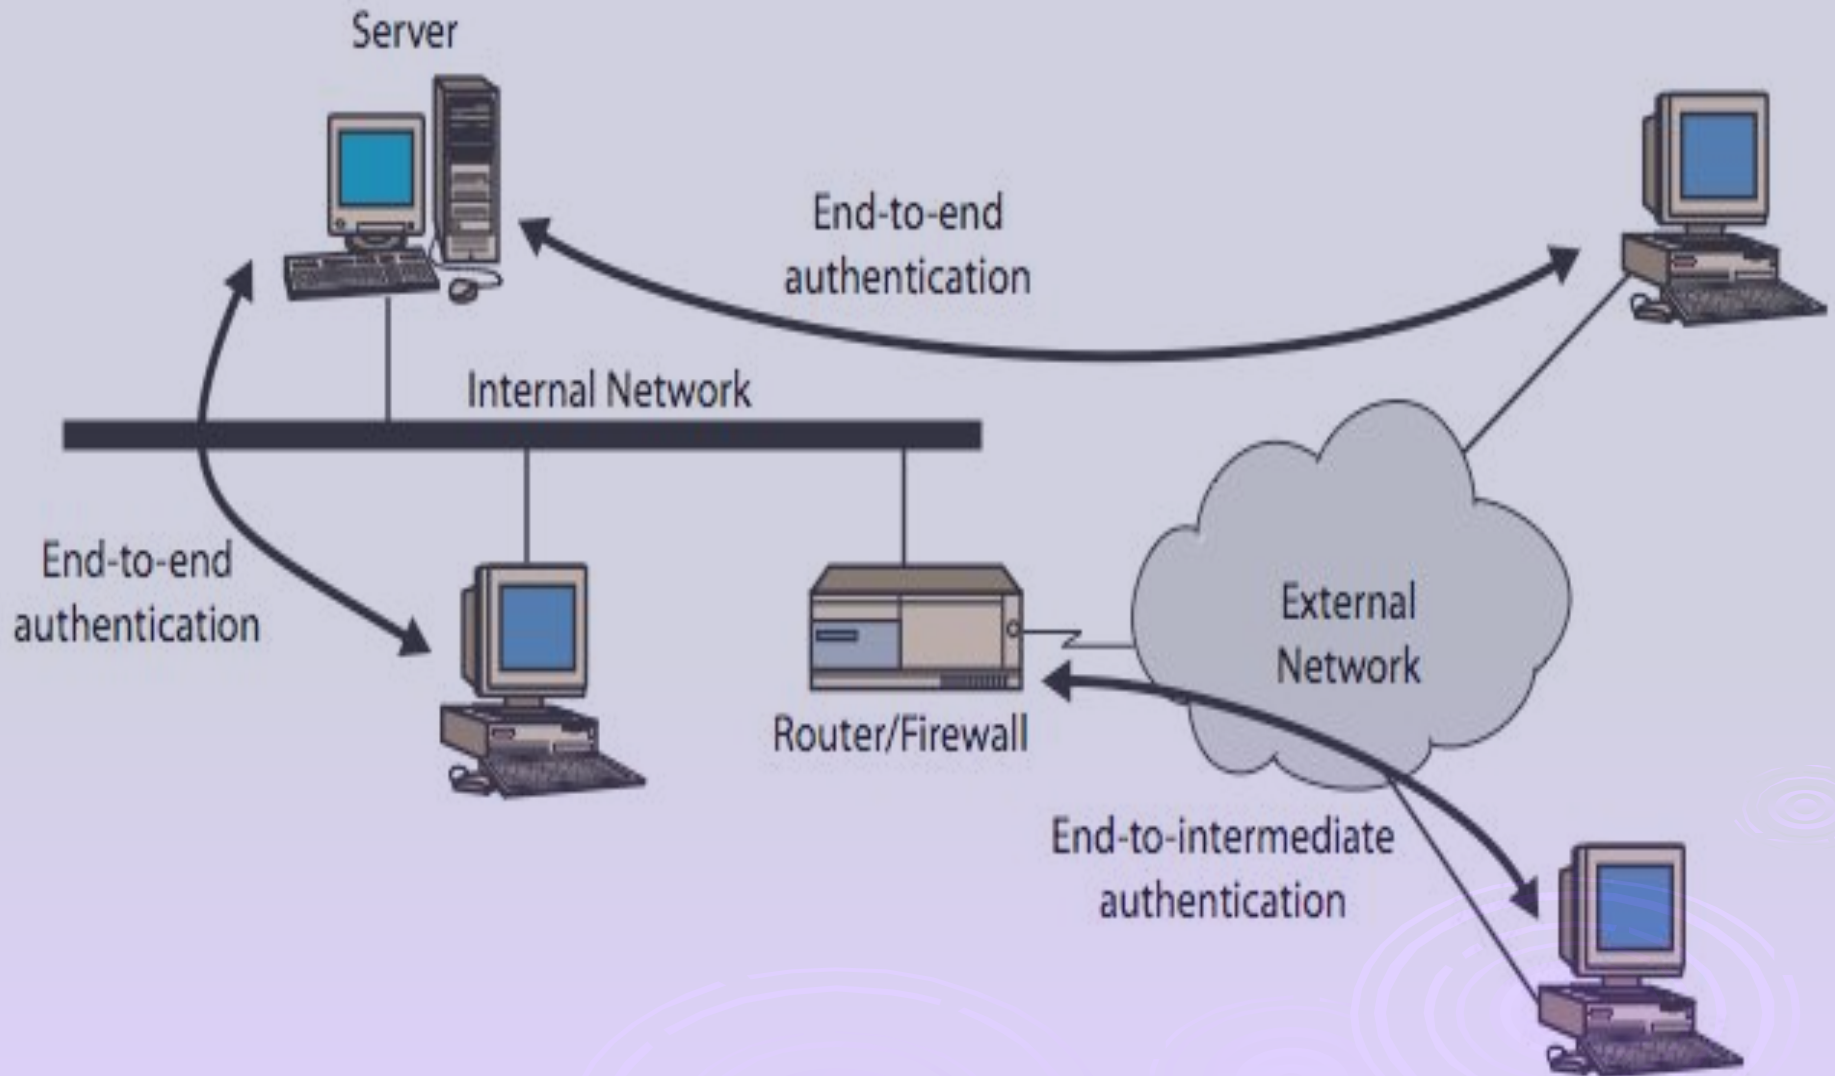 Server
End-to-end
authentication
Internal Network
End-to-end
authentication
External
Network
Router/Firewall
End-to-intermediate
authentication